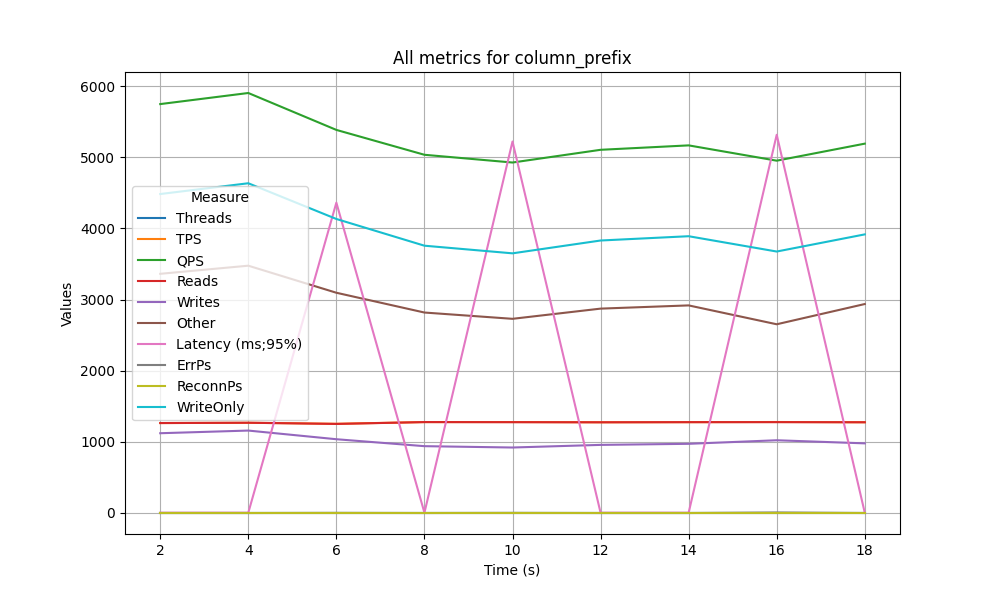 All metrics for column_prefix
6000
5000
4000
3000
2000
1000
0
Values
Measure
Threads
TPS
QPS
Reads
Writes
Other
Latency (ms;95%)
ErrPs
ReconnPs
WriteOnly
2 4 6 8 10 12 14 16 18
Time (s)